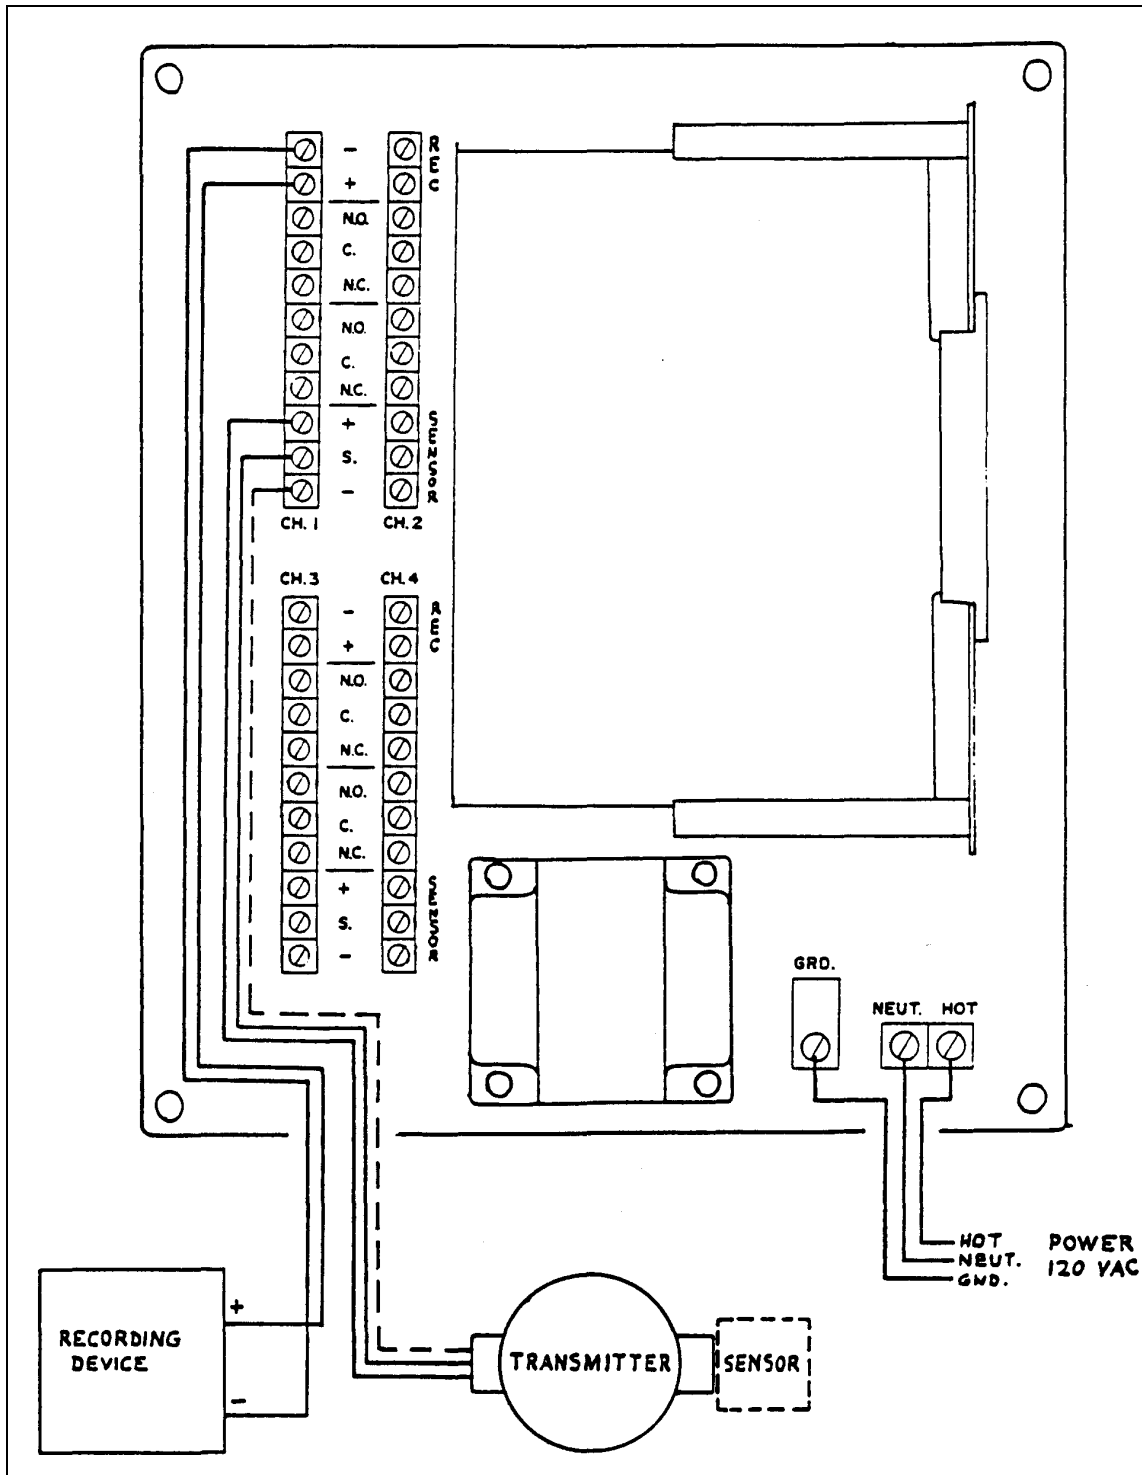 –
+
REC
N.O.
C.
N.C.
N.O.
C.
N.C.
+
S.
–
SENSOR
CH. 1
CH. 2
CH. 3
CH. 4
–
+
REC
N.O.
C.
N.C.
N.O.
C.
N.C.
+
S.
–
SENSOR
GRD.
NEUT. HOT
HOT
NEUT.
GND.
POWER
120 VAC
+
RECORDING
DEVICE
–
TRANSMITTER
SENSOR